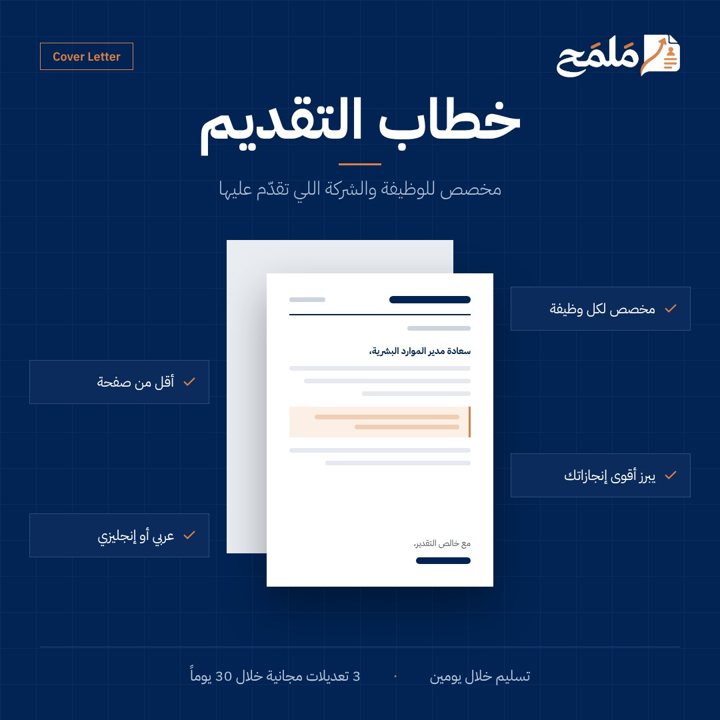 مَلمَح
Cover Letter
خطاب التقديم
مخصص للوظيفة والشركة اللي تقدّم عليها
مخصص لكل وظيفة
سعادة مدير الموارد البشرية،
أقل من صفحة
يبرز أقوى إنجازاتك
عربي أو إنجليزي
مع خالص التقدير،
تسليم خلال يومين · 3 تعديلات مجانية خلال 30 يوماً